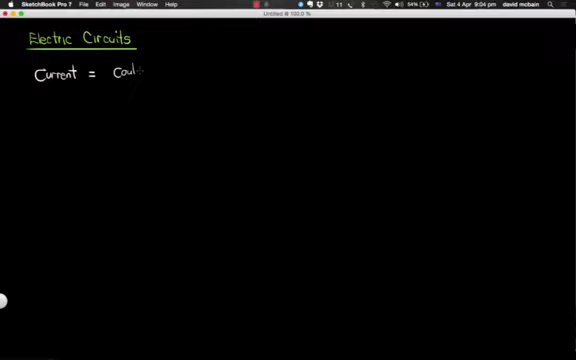 SketchBook Pro 7 File Edit Image Window Help 11 54% Sat 4 Apr 9:04 pm david mcbain
Untitled @ 100.0 %
Electric Circuits
Current = Coul